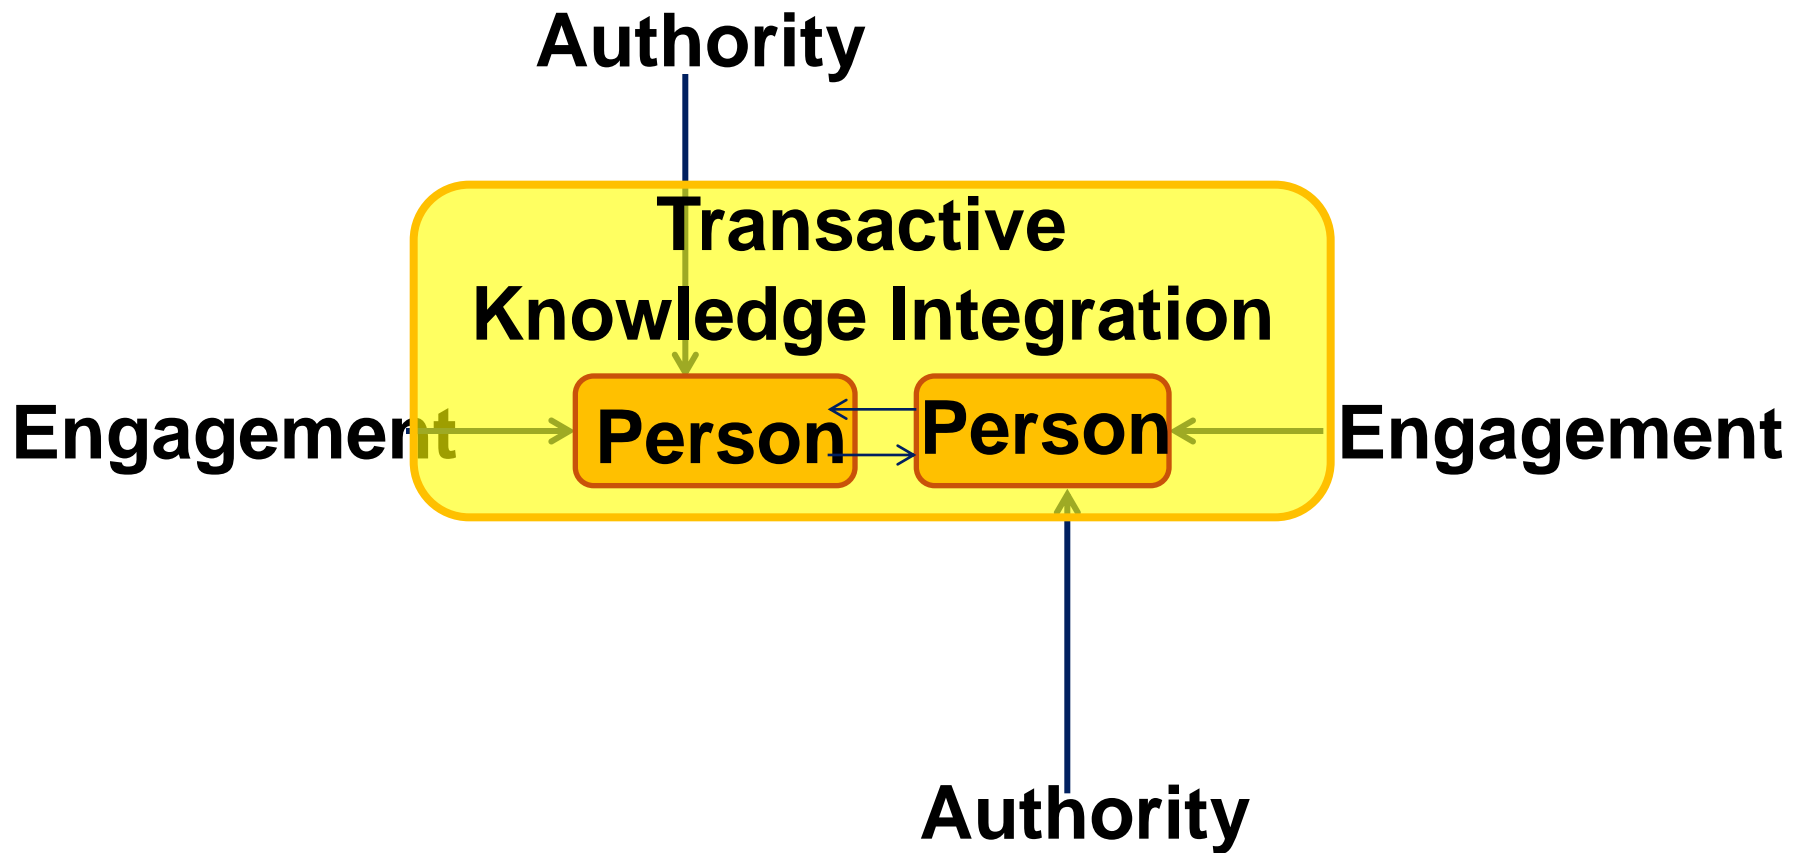 Authority
Transactive
Knowledge Integration
Engagement
Person
Person
Engagement
Authority